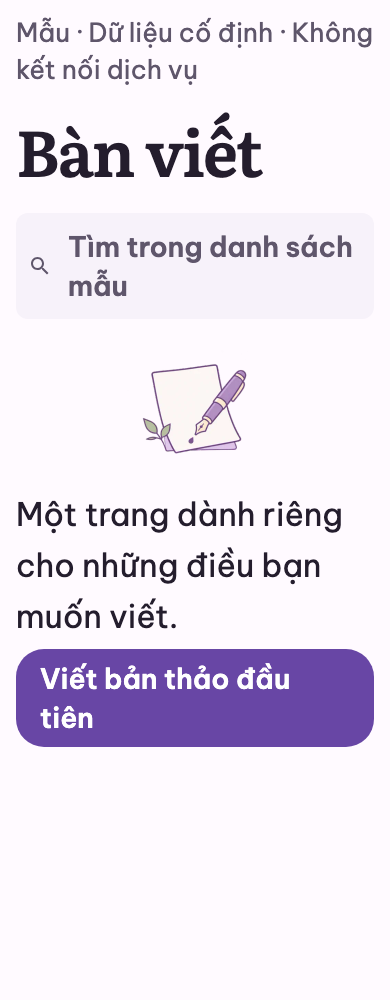 Mẫu · Dữ liệu cố định · Không
kết nối dịch vụ
Bàn viết
Tìm trong danh sách
mẫu
Một trang dành riêng
cho những điều bạn
muốn viết.
Viết bản thảo đầu
tiên